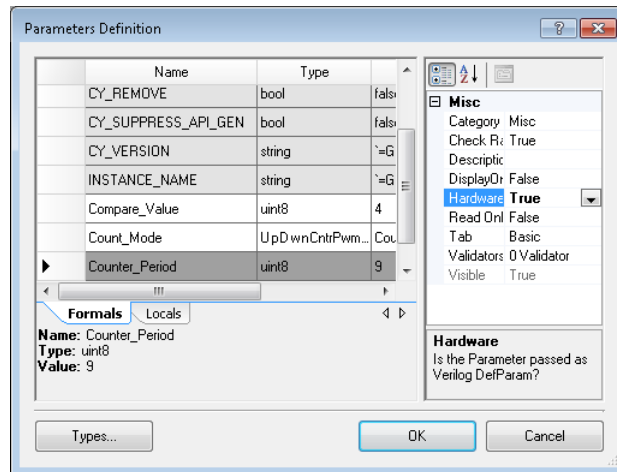 Parameters Definition
Name Type
CY_REMOVE bool fals
CY_SUPPRESS_API_GEN bool fals
CY_VERSION string `=G
INSTANCE_NAME string `=G
Compare_Value uint8 4
Count_Mode UpDwnCntrPwm... Cou
Counter_Period uint8 9
Formals Locals
Name: Counter_Period
Type: uint8
Value: 9
Misc
Category Misc
Check Ra True
Descriptic
DisplayOr False
Hardware True
Read Onl False
Tab Basic
Validators 0 Validator
Visible True
Hardware
Is the Parameter passed as
Verilog DefParam?
Types... OK Cancel